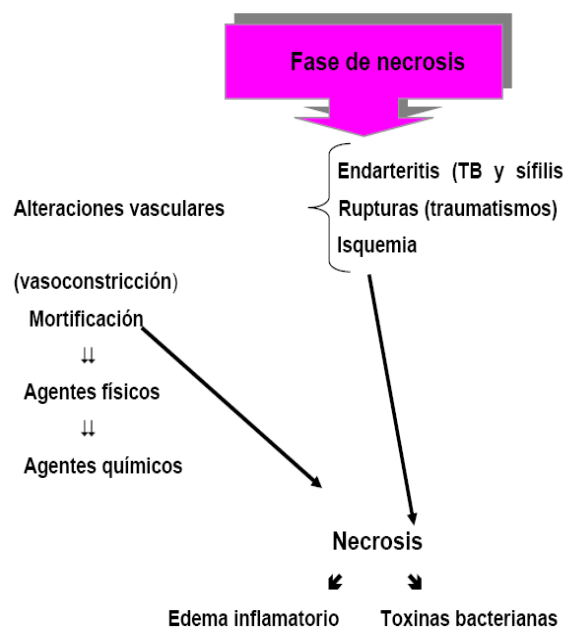 Fase de necrosis
Endarteritis (TB y sífilis
Alteraciones vasculares
Rupturas (traumatismos)
Isquemia
(vasoconstricción)
Mortificación
Agentes físicos
Agentes químicos
Necrosis
Edema inflamatorio
Toxinas bacterianas